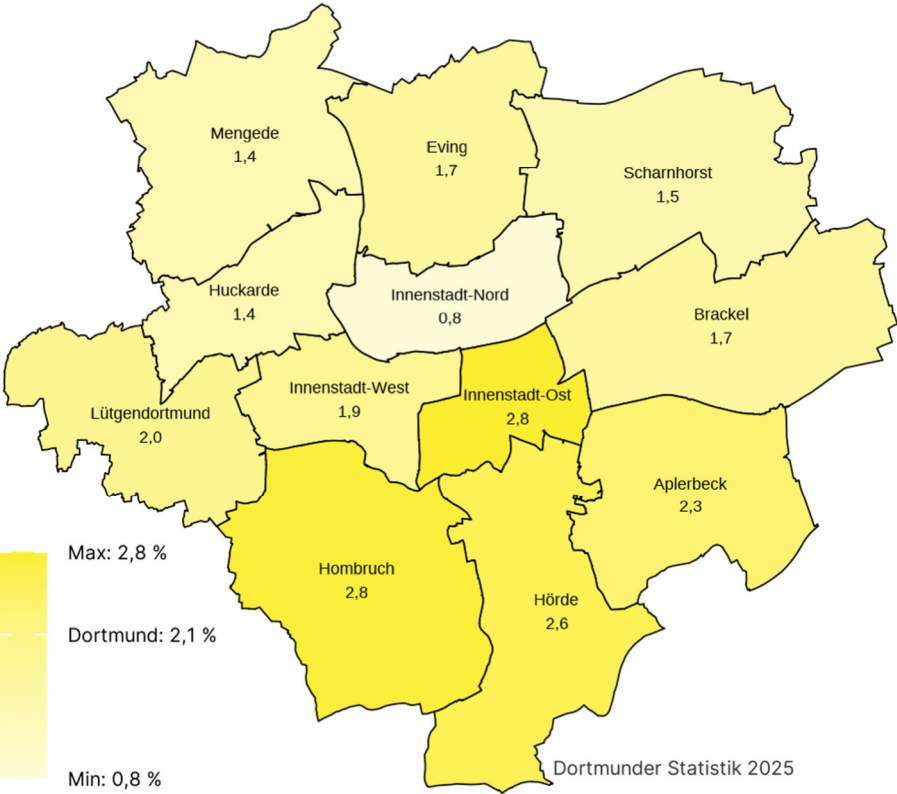 Mengede
1,4
Eving
1,7
Scharnhorst
1,5
Huckarde
1,4
Innenstadt-Nord
0,8
Brackel
1,7
Innenstadt-West
1,9
Innenstadt-Ost
2,8
Lütgendortmund
2,0
Aplerbeck
2,3
Hombruch
2,8
Hörde
2,6
Max: 2,8 %
Dortmund: 2,1 %
Min: 0,8 %
Dortmunder Statistik 2025